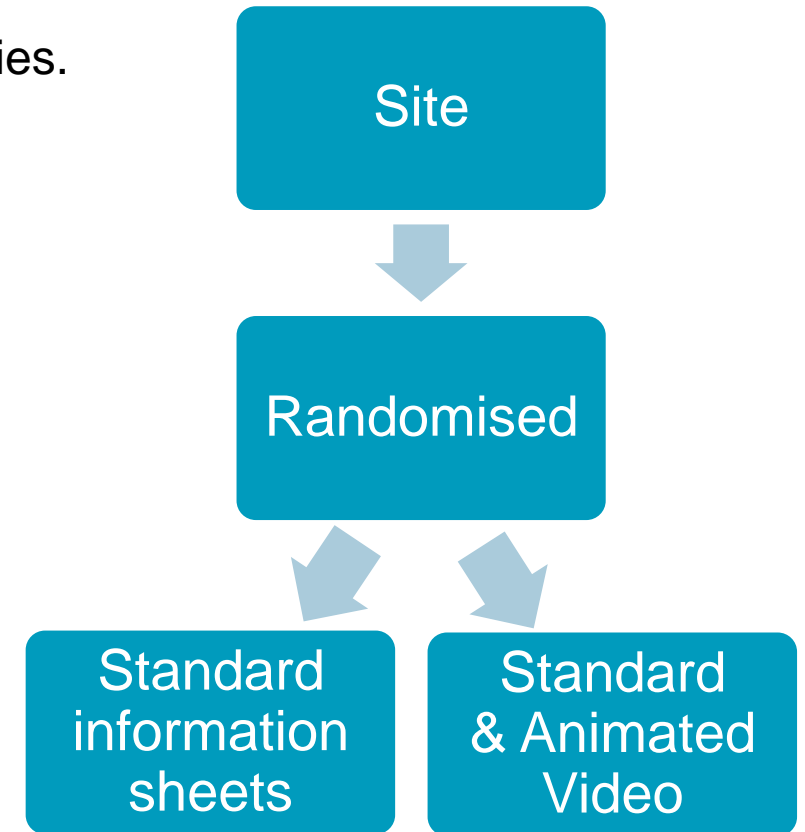 ies.
Site
Randomised
Standard
information
sheets
Standard
& Animated
Video